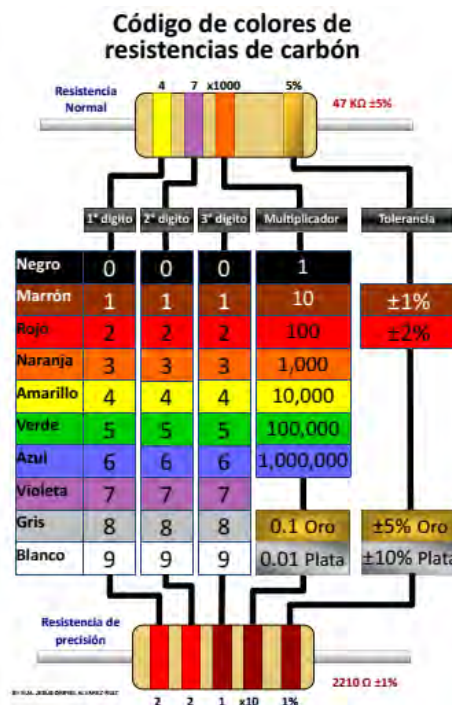 Código de colores de
resistencias de carbón
4 7 x1000 5%
Resistencia
Normal
47 KΩ ±5%
1° digito 2° digito 3° digito Multiplicador Tolerancia
Negro 0 0 0 1
Marrón 1 1 1 10 ±1%
Rojo 2 2 2 100 ±2%
Naranja 3 3 3 1,000
Amarillo 4 4 4 10,000
Verde 5 5 5 100,000
Azul 6 6 6 1,000,000
Violeta 7 7 7
Gris 8 8 8 0.1 Oro ±5% Oro
Blanco 9 9 9 0.01 Plata ±10% Plata
Resistencia de
precisión
2210 Ω ±1%
2 2 1 x10 1%